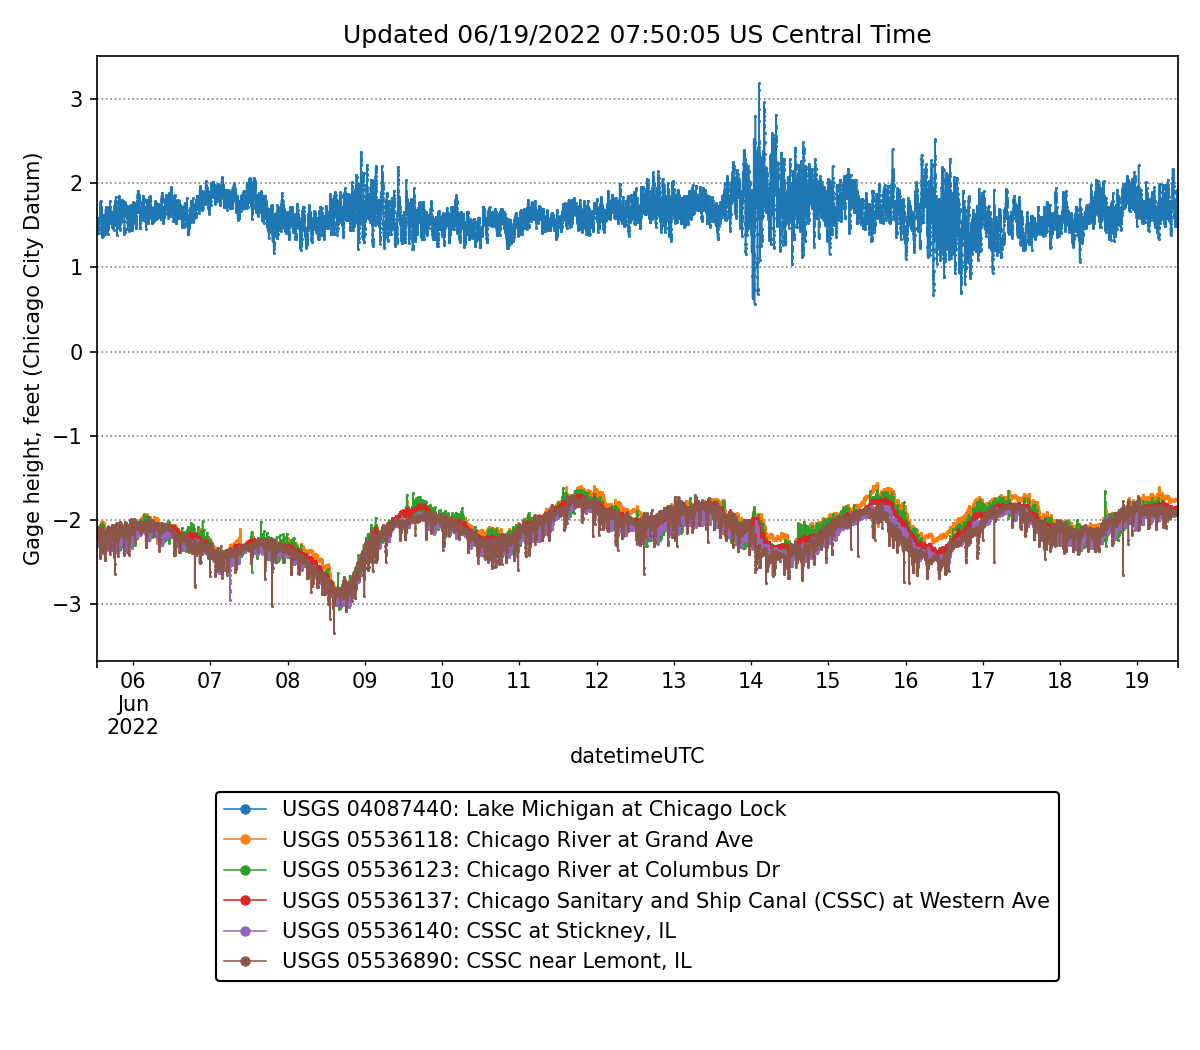 Updated 06/19/2022 07:50:05 US Central Time
Gage height, feet (Chicago City Datum)
3
2
1
0
−1
−2
−3
06 07 08 09 10 11 12 13 14 15 16 17 18 19
Jun
2022
datetimeUTC
USGS 04087440: Lake Michigan at Chicago Lock
USGS 05536118: Chicago River at Grand Ave
USGS 05536123: Chicago River at Columbus Dr
USGS 05536137: Chicago Sanitary and Ship Canal (CSSC) at Western Ave
USGS 05536140: CSSC at Stickney, IL
USGS 05536890: CSSC near Lemont, IL